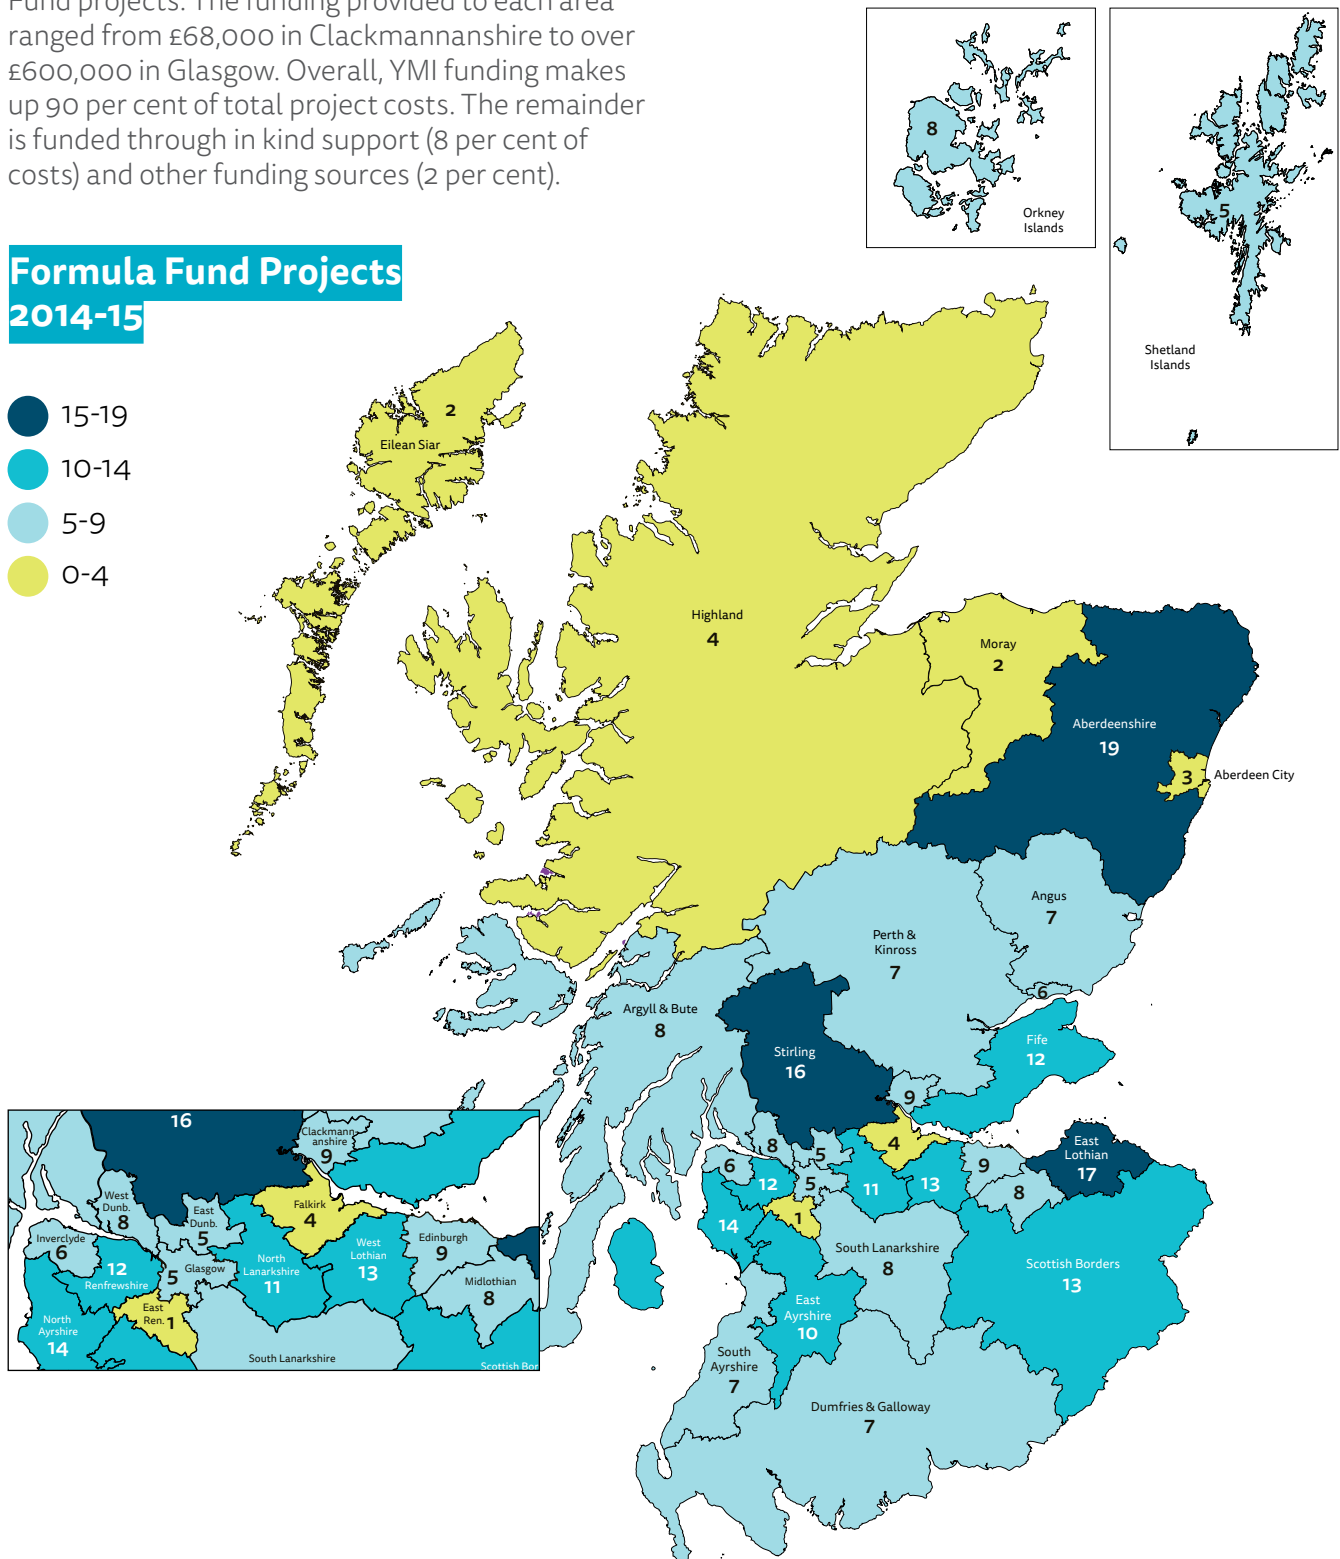 Fund projects. The funding provided to each area
ranged from £68,000 in Clackmannanshire to over
£600,000 in Glasgow. Overall, YMI funding makes
up 90 per cent of total project costs. The remainder
is funded through in kind support (8 per cent of
costs) and other funding sources (2 per cent).
8
Orkney
Islands
5
Shetland
Islands
Formula Fund Projects
2014-15
15-19
10-14
5-9
0-4
2
Eilean Siar
Highland
4
Moray
2
Aberdeenshire
19
3
Aberdeen City
Angus
7
Perth &
Kinross
7
6
Argyll & Bute
8
Stirling
16
Fife
12
9
4
East
Lothian
17
9
8
8
5
6
12
5
11
13
14
1
South Lanarkshire
8
Scottish Borders
13
East
Ayrshire
10
South
Ayrshire
7
Dumfries & Galloway
7
16
Clackmann-
anshire
9
West
Dunb.
8
East
Dunb.
5
Falkirk
4
Inverclyde
6
12
Renfrewshire
5
Glasgow
North
Lanarkshire
11
West
Lothian
13
Edinburgh
9
Midlothian
8
East
Ren.
1
North
Ayrshire
14
South Lanarkshire
Scottish Bor